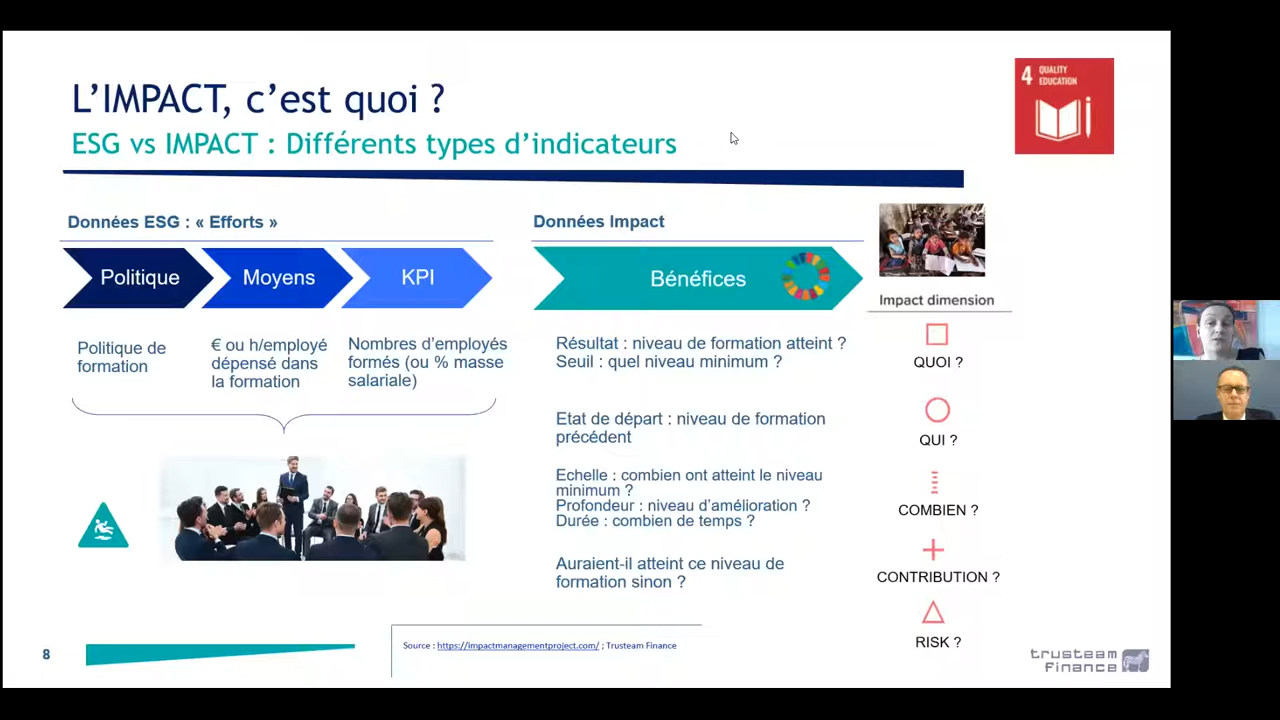 L'IMPACT, c'est quoi ?
ESG vs IMPACT : Différents types d'indicateurs
4 QUALITY
EDUCATION
Données ESG : « Efforts »
Politique
Moyens
KPI
Politique de
formation
€ ou h/employé
dépensé dans
la formation
Nombres d'employés
formés (ou % masse
salariale)
Données Impact
Bénéfices
Résultat : niveau de formation atteint ?
Seuil : quel niveau minimum ?
Etat de départ : niveau de formation
précédent
Echelle : combien ont atteint le niveau
minimum ?
Profondeur : niveau d'amélioration ?
Durée : combien de temps ?
Auraient-il atteint ce niveau de
formation sinon ?
Impact dimension
QUOI ?
QUI ?
COMBIEN ?
CONTRIBUTION ?
RISK ?
8
Source : https://impactmanagementproject.com/ ; Trusteam Finance
trusteam
finance